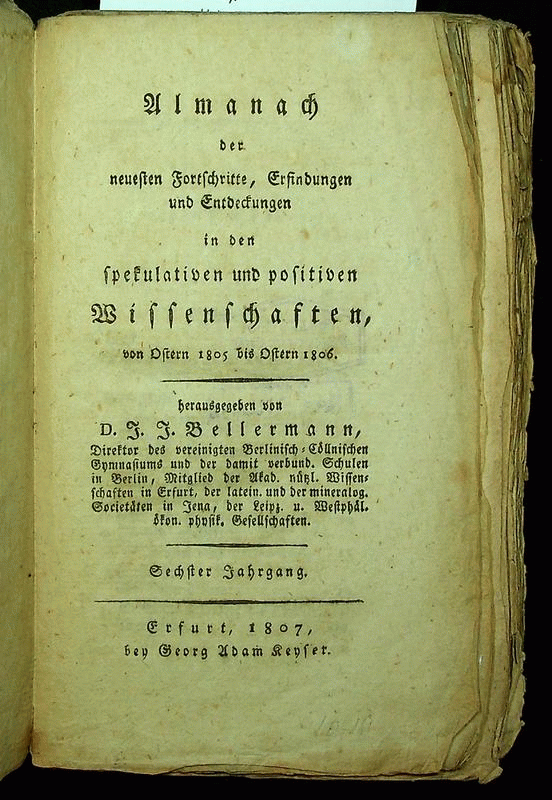 Almanach
der
neuesten Fortschritte, Erfindungen
und Entdeckungen
in den
spekulativen und positiven
Wissenschaften,
von Ostern 1805 bis Ostern 1806.
herausgegeben von
D. J. J. Bellermann,
Direktor des vereinigten Berlinisch-Cöllnischen
Gymnasiums und der damit verbund. Schulen
in Berlin, Mitglied der Akad. nützl. Wissen-
schaften in Erfurt, der latein. und der mineralog.
Societäten in Jena, der Leipz. u. Westphäl.
ökon. physik. Gesellschaften.
Sechster Jahrgang.
Erfurt, 1807,
bey Georg Adam Keyser.